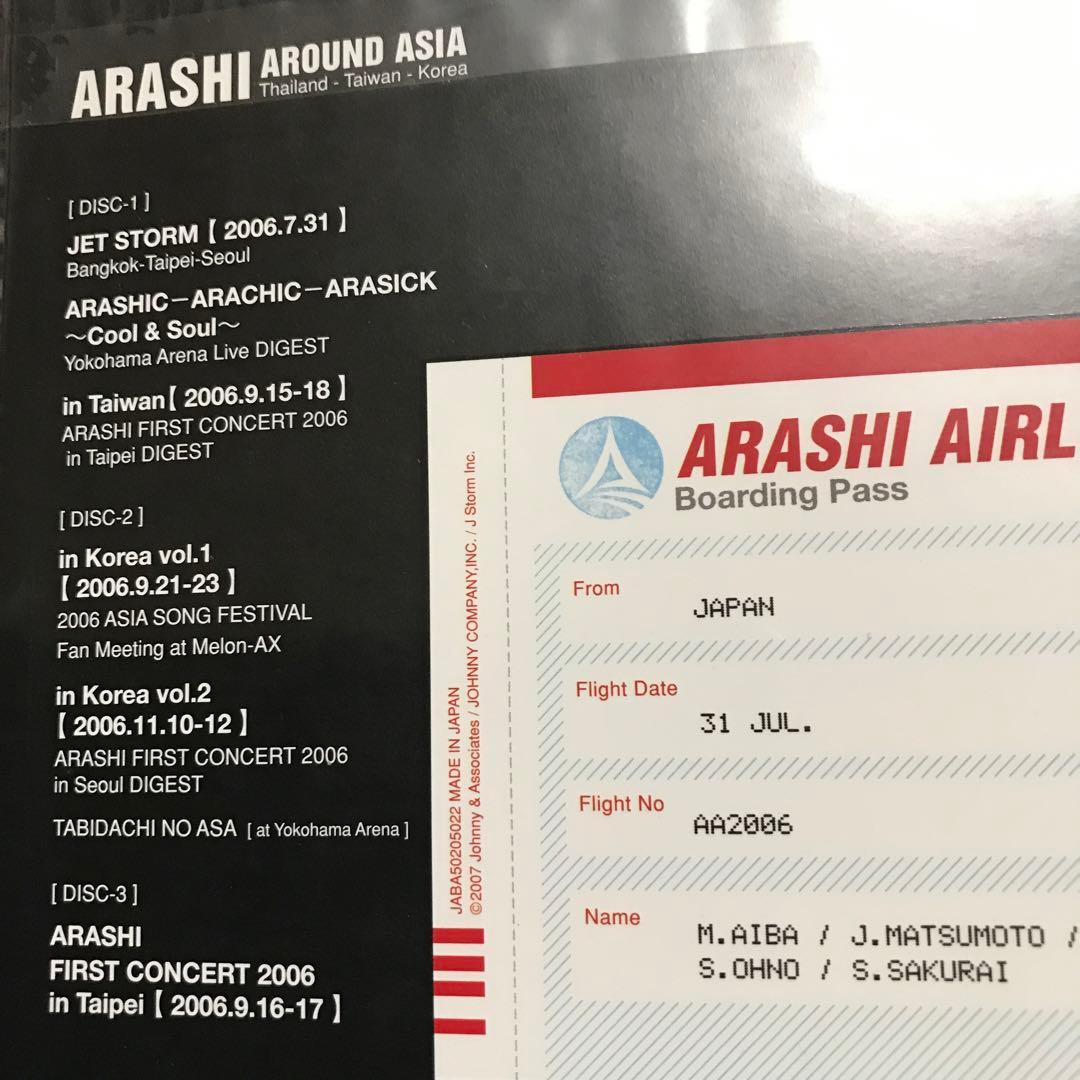 ARASHI AROUND ASIA
Thailand - Taiwan - Korea
[ DISC-1 ]
JET STORM【 2006.7.31 】
Bangkok-Taipei-Seoul
ARASHIC－ARACHIC－ARASICK
～Cool & Soul～
Yokohama Arena Live DIGEST
in Taiwan【 2006.9.15-18 】
ARASHI FIRST CONCERT 2006
in Taipei DIGEST
[ DISC-2 ]
in Korea vol.1
【 2006.9.21-23 】
2006 ASIA SONG FESTIVAL
Fan Meeting at Melon-AX
in Korea vol.2
【 2006.11.10-12 】
ARASHI FIRST CONCERT 2006
in Seoul DIGEST
TABIDACHI NO ASA [ at Yokohama Arena ]
[ DISC-3 ]
ARASHI
FIRST CONCERT 2006
in Taipei【 2006.9.16-17 】
JABA50205022 MADE IN JAPAN
©2007 Johnny & Associates / JOHNNY COMPANY,INC. / J Storm Inc.
ARASHI AIRL
Boarding Pass
From
JAPAN
Flight Date
31 JUL.
Flight No
AA2006
Name
M.AIBA / J.MATSUMOTO /
S.OHNO / S.SAKURAI